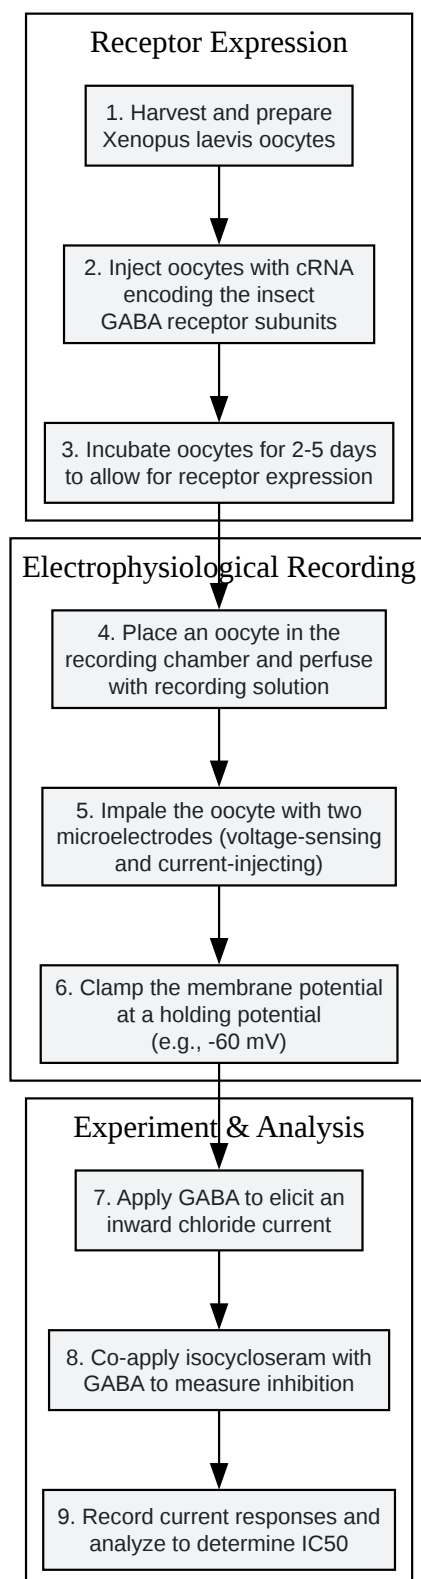 Receptor Expression
1. Harvest and prepare
Xenopus laevis oocytes
2. Inject oocytes with cRNA
encoding the insect
GABA receptor subunits
3. Incubate oocytes for 2-5 days
to allow for receptor expression
Electrophysiological Recording
4. Place an oocyte in the
recording chamber and perfuse
with recording solution
5. Impale the oocyte with two
microelectrodes (voltage-sensing
and current-injecting)
6. Clamp the membrane potential
at a holding potential
(e.g., -60 mV)
Experiment & Analysis
7. Apply GABA to elicit an
inward chloride current
8. Co-apply isocycloseram with
GABA to measure inhibition
9. Record current responses and
analyze to determine IC50